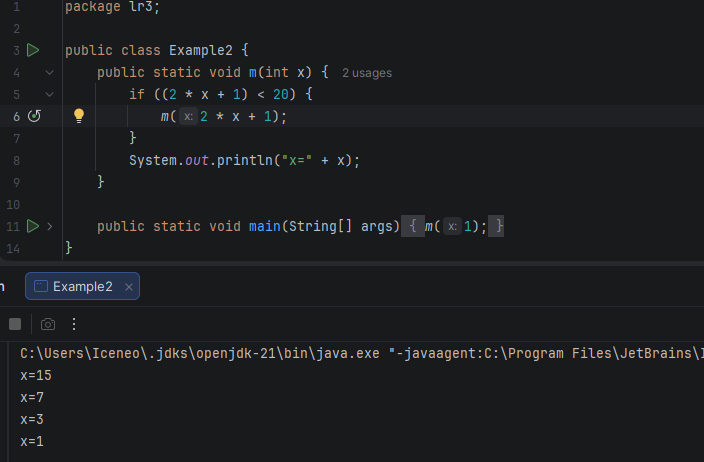 1 package lr3;
2
3 public class Example2 {
4 public static void m(int x) { 2 usages
5 if ((2 * x + 1) < 20) {
6 m( x: 2 * x + 1);
7 }
8 System.out.println("x=" + x);
9 }
10
11 public static void main(String[] args) { m( x: 1); }
14 }
Example2 ×
C:\Users\Iceneo\.jdks\openjdk-21\bin\java.exe "-javaagent:C:\Program Files\JetBrains\
x=15
x=7
x=3
x=1